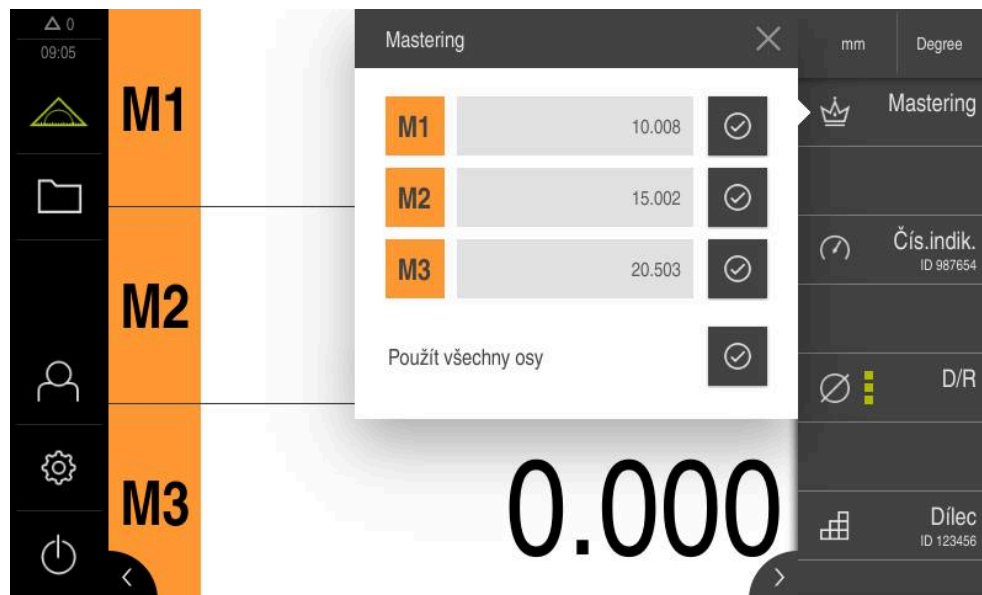 0
09:05
M1
M2
M3
Mastering
M1 10.008
M2 15.002
M3 20.503
Použít všechny osy
0.000
mm Degree
Mastering
Čís.indik.
ID 987654
D/R
Dílec
ID 123456